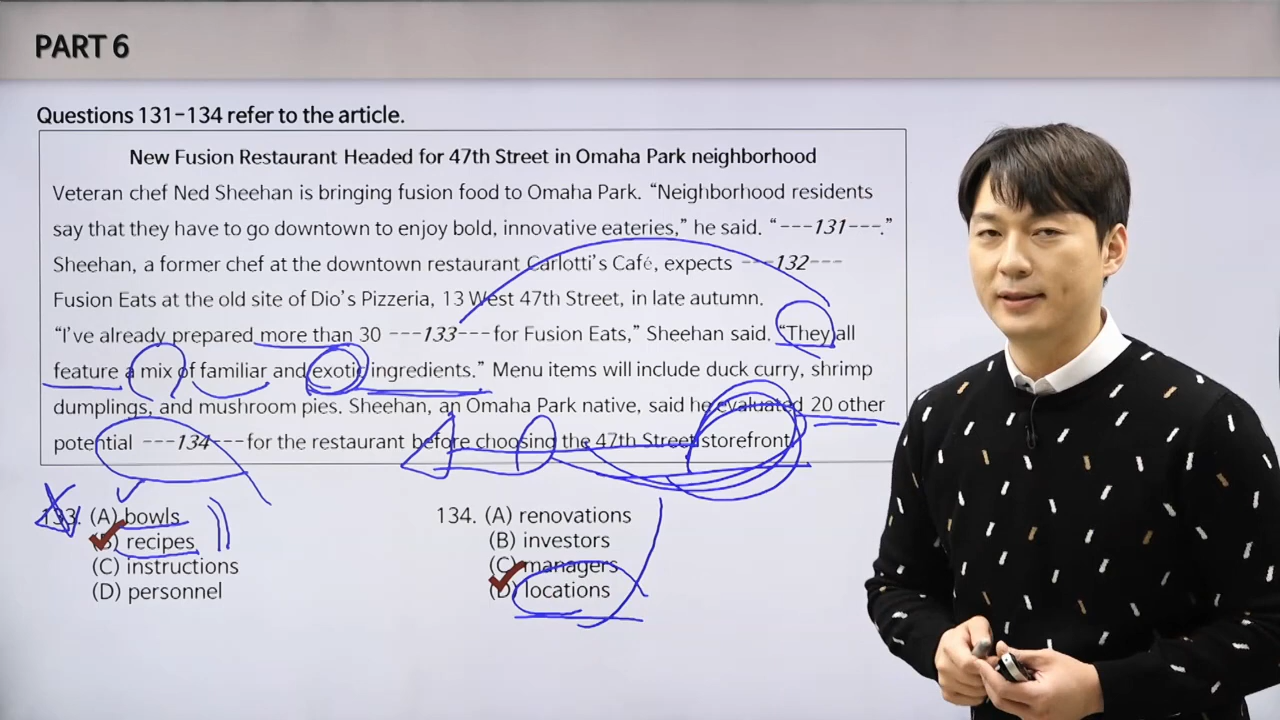 PART 6
Questions 131-134 refer to the article.
New Fusion Restaurant Headed for 47th Street in Omaha Park neighborhood
Veteran chef Ned Sheehan is bringing fusion food to Omaha Park. “Neighborhood residents
say that they have to go downtown to enjoy bold, innovative eateries,” he said. “---131---.”
Sheehan, a former chef at the downtown restaurant Carlotti’s Café, expects ---132---
Fusion Eats at the old site of Dio’s Pizzeria, 13 West 47th Street, in late autumn.
“I’ve already prepared more than 30 ---133---for Fusion Eats,” Sheehan said. “They all
feature a mix of familiar and exotic ingredients.” Menu items will include duck curry, shrimp
dumplings, and mushroom pies. Sheehan, an Omaha Park native, said he evaluated 20 other
potential ---134---for the restaurant before choosing the 47th Street storefront.
133. (A) bowls
(B) recipes
(C) instructions
(D) personnel
134. (A) renovations
(B) investors
(C) managers
(D) locations